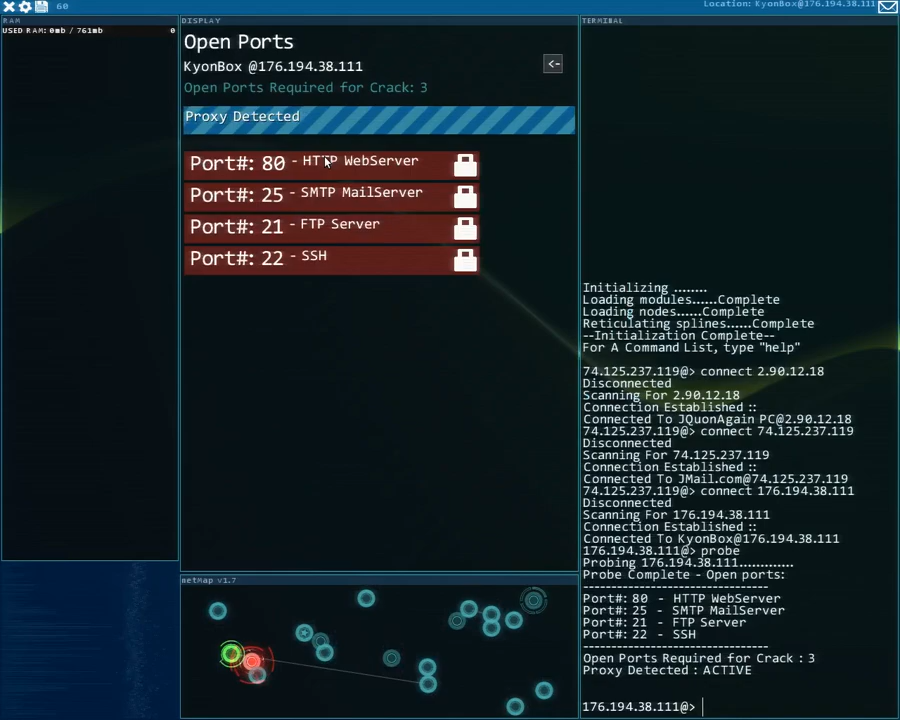 60
Location: KyonBox@176.194.38.111
RAM
USED RAM: 0mb / 761mb 0
DISPLAY
Open Ports
KyonBox @176.194.38.111
<-
Open Ports Required for Crack: 3
Proxy Detected
Port#: 80 - HTTP WebServer
Port#: 25 - SMTP MailServer
Port#: 21 - FTP Server
Port#: 22 - SSH
netMap v1.7
TERMINAL
Initializing ........
Loading modules......Complete
Loading nodes......Complete
Reticulating splines......Complete
--Initialization Complete--
For A Command List, type "help"
74.125.237.119@> connect 2.90.12.18
Disconnected
Scanning For 2.90.12.18
Connection Established ::
Connected To JQuonAgain PC@2.90.12.18
74.125.237.119@> connect 74.125.237.119
Disconnected
Scanning For 74.125.237.119
Connection Established ::
Connected To JMail.com@74.125.237.119
74.125.237.119@> connect 176.194.38.111
Disconnected
Scanning For 176.194.38.111
Connection Established ::
Connected To KyonBox@176.194.38.111
176.194.38.111@> probe
Probing 176.194.38.111.............
Probe Complete - Open ports:
---------------------------------
Port#: 80 - HTTP WebServer
Port#: 25 - SMTP MailServer
Port#: 21 - FTP Server
Port#: 22 - SSH
---------------------------------
Open Ports Required for Crack : 3
Proxy Detected : ACTIVE
176.194.38.111@>